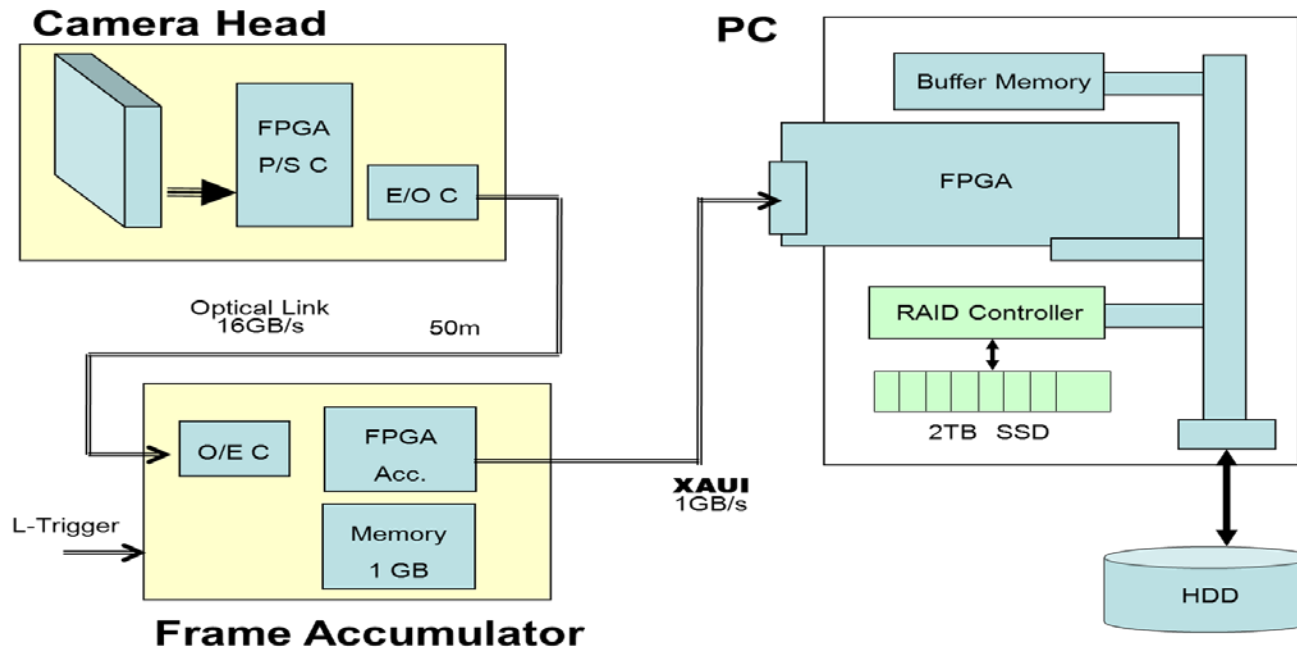 Camera Head
FPGA
P/S C
E/O C
Optical Link
16GB/s
50m
O/E C
FPGA
Acc.
Memory
1 GB
L-Trigger
Frame Accumulator
XAUI
1GB/s
PC
Buffer Memory
FPGA
RAID Controller
2TB SSD
HDD